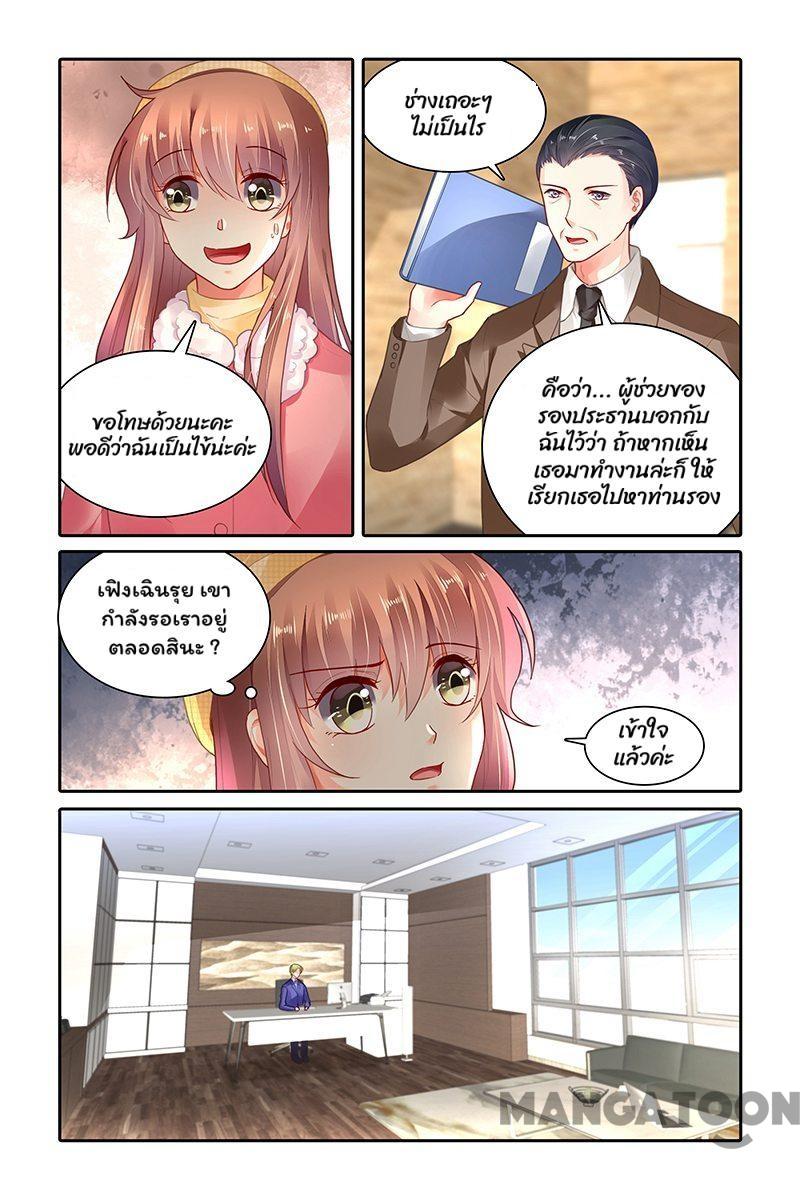 ขอโทษด้วยนะคะ
พอดีว่าฉันเป็นไข้น่ะค่ะ
ช่างเถอะๆ
ไม่เป็นไร
คือว่า... ผู้ช่วยของ
รองประธานบอกกับ
ฉันไว้ว่า ถ้าหากเห็น
เธอมาทำงานล่ะก็ ให้
เรียกเธอไปหาท่านรอง
เฟิงเฉินรุย เขา
กำลังรอเราอยู่
ตลอดสินะ ?
เข้าใจ
แล้วค่ะ
MANGATOON